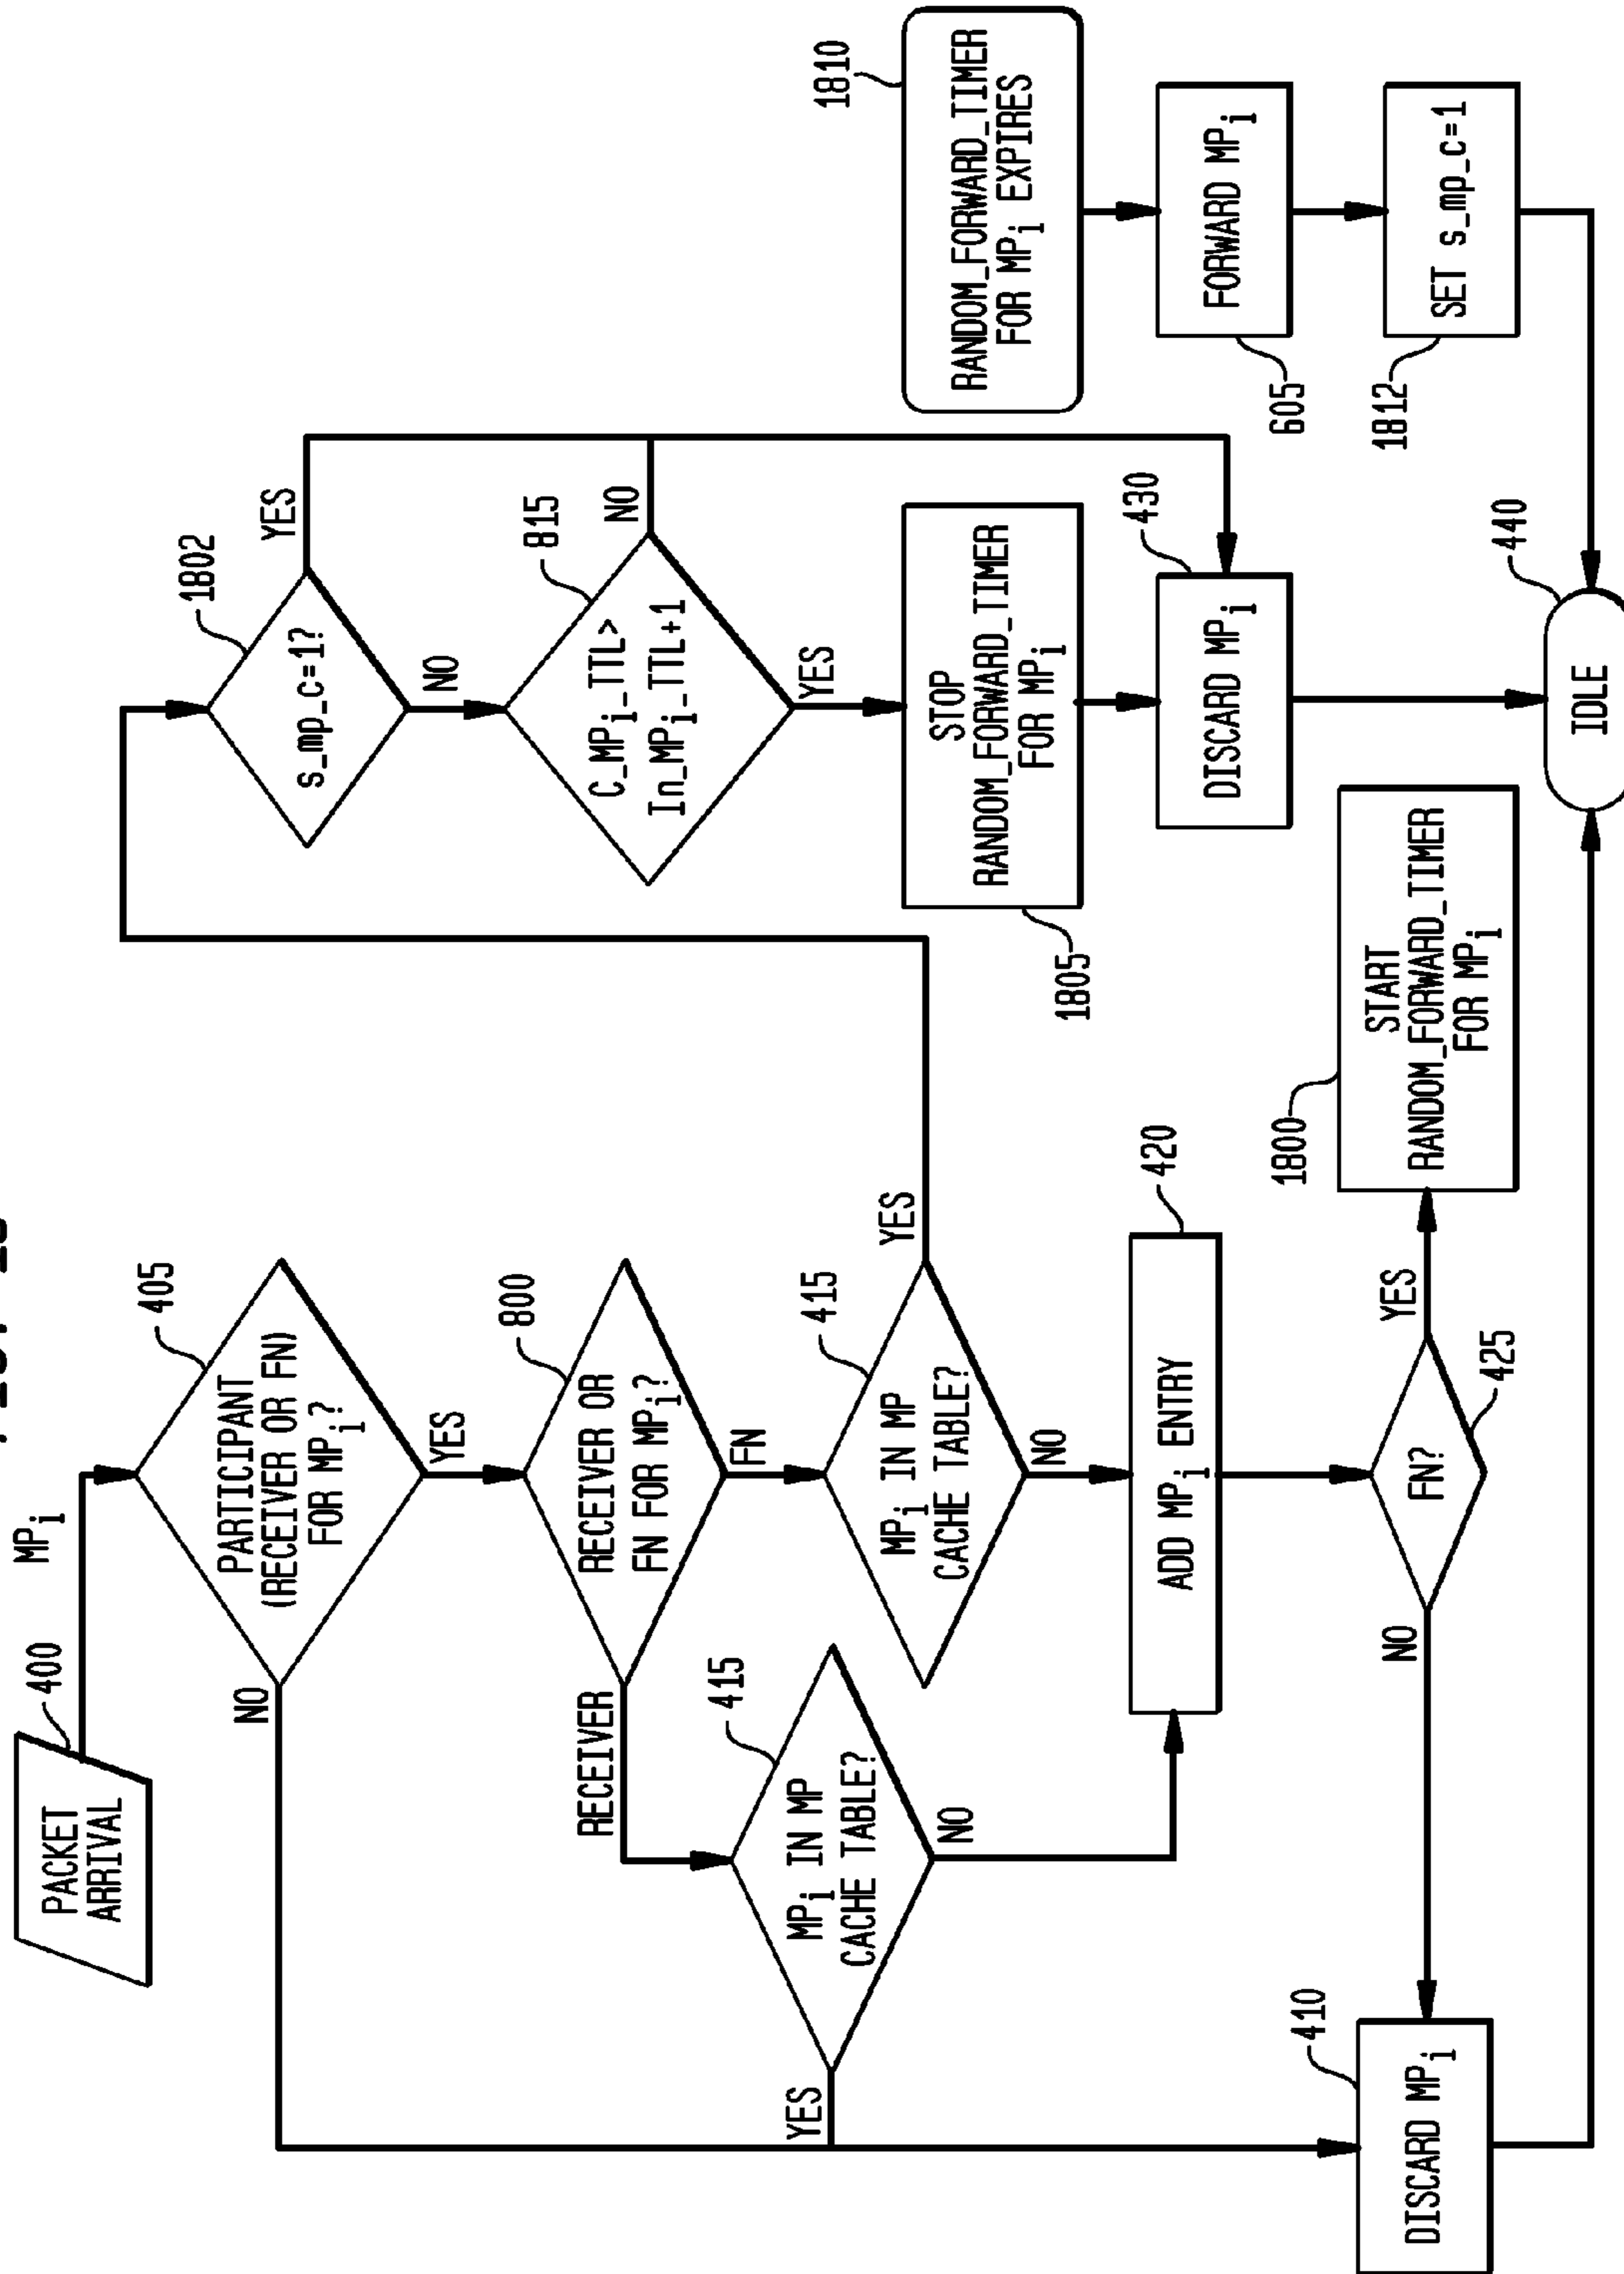 PACKET
ARRIVAL
400
MPi
PARTICIPANT
(RECEIVER OR FN)
FOR MPi?
405
NO
YES
RECEIVER OR
FN FOR MPi?
800
RECEIVER
FN
MPi IN MP
CACHE TABLE?
415
YES
NO
MPi IN MP
CACHE TABLE?
415
YES
NO
ADD MPi ENTRY
420
FN?
425
NO
YES
DISCARD MPi
410
START
RANDOM_FORWARD_TIMER
FOR MPi
1800
s_mp_c=1?
1802
YES
NO
C_MPi_TTL >
In_MPi_TTL+1
815
NO
YES
STOP
RANDOM_FORWARD_TIMER
FOR MPi
1805
DISCARD MPi
430
IDLE
440
RANDOM_FORWARD_TIMER
FOR MPi EXPIRES
1810
FORWARD MPi
605
SET s_mp_c=1
1812